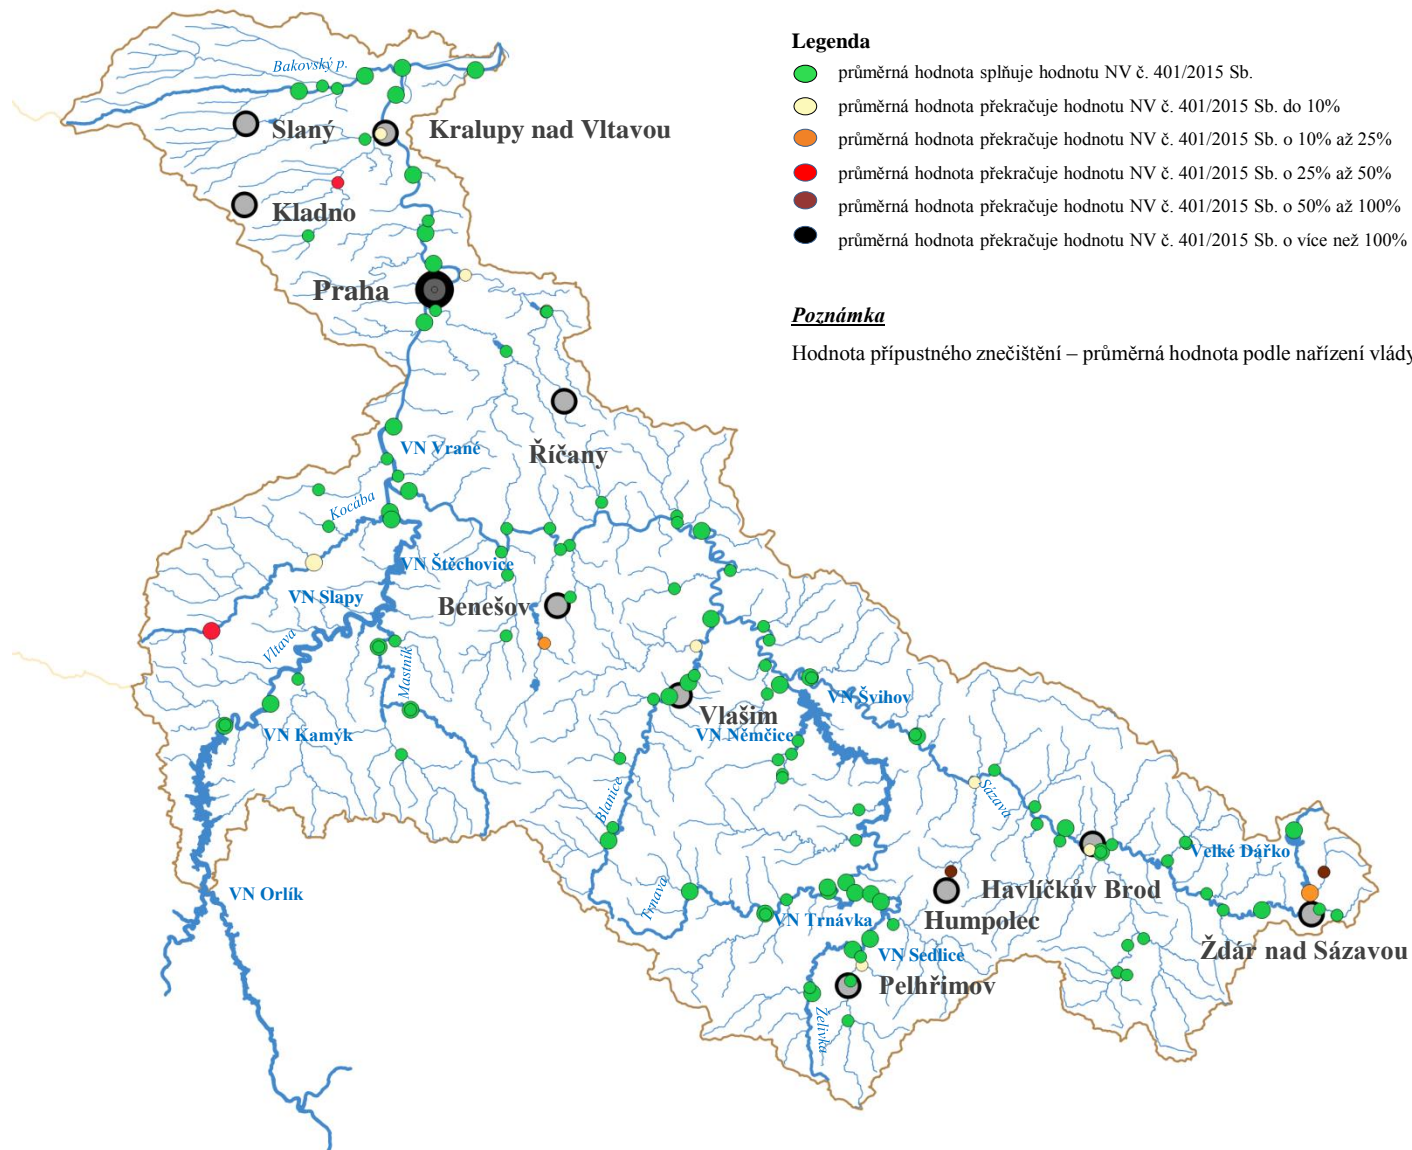 Legenda
průměrná hodnota splňuje hodnotu NV č. 401/2015 Sb.
průměrná hodnota překračuje hodnotu NV č. 401/2015 Sb. do 10%
průměrná hodnota překračuje hodnotu NV č. 401/2015 Sb. o 10% až 25%
průměrná hodnota překračuje hodnotu NV č. 401/2015 Sb. o 25% až 50%
průměrná hodnota překračuje hodnotu NV č. 401/2015 Sb. o 50% až 100%
průměrná hodnota překračuje hodnotu NV č. 401/2015 Sb. o více než 100%
Poznámka
Hodnota přípustného znečištění – průměrná hodnota podle nařízení vlády
Bakovský p.
Slaný
Kralupy nad Vltavou
Kladno
Praha
Říčany
VN Vrané
Kocába
VN Štěchovice
VN Slapy
Benešov
Vltava
Mastník
VN Kamýk
Vlašim
VN Němčice
VN Švihov
Sázava
Blanice
Velké Dářko
VN Orlík
Trnava
VN Trnávka
Havlíčkův Brod
Humpolec
Žďár nad Sázavou
VN Sedlice
Pelhřimov
Želivka